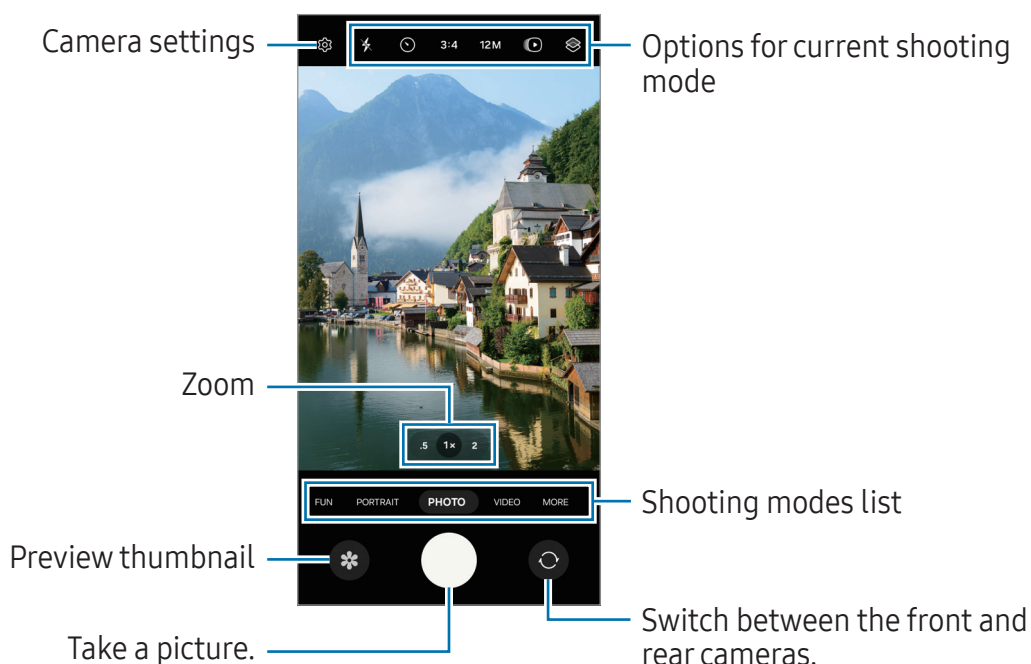 Camera settings
3:4
12M
Options for current shooting
mode
Zoom
.5 1× 2
FUN PORTRAIT PHOTO VIDEO MORE
Shooting modes list
Preview thumbnail
Take a picture.
Switch between the front and
rear cameras.